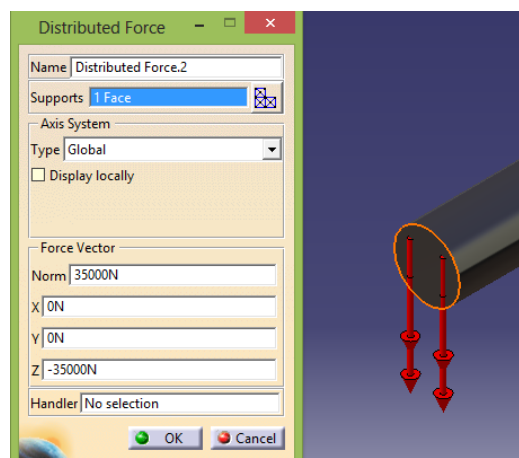 Distributed Force
Name Distributed Force.2
Supports 1 Face
Axis System
Type Global
Display locally
Force Vector
Norm 35000N
X 0N
Y 0N
Z -35000N
Handler No selection
OK Cancel